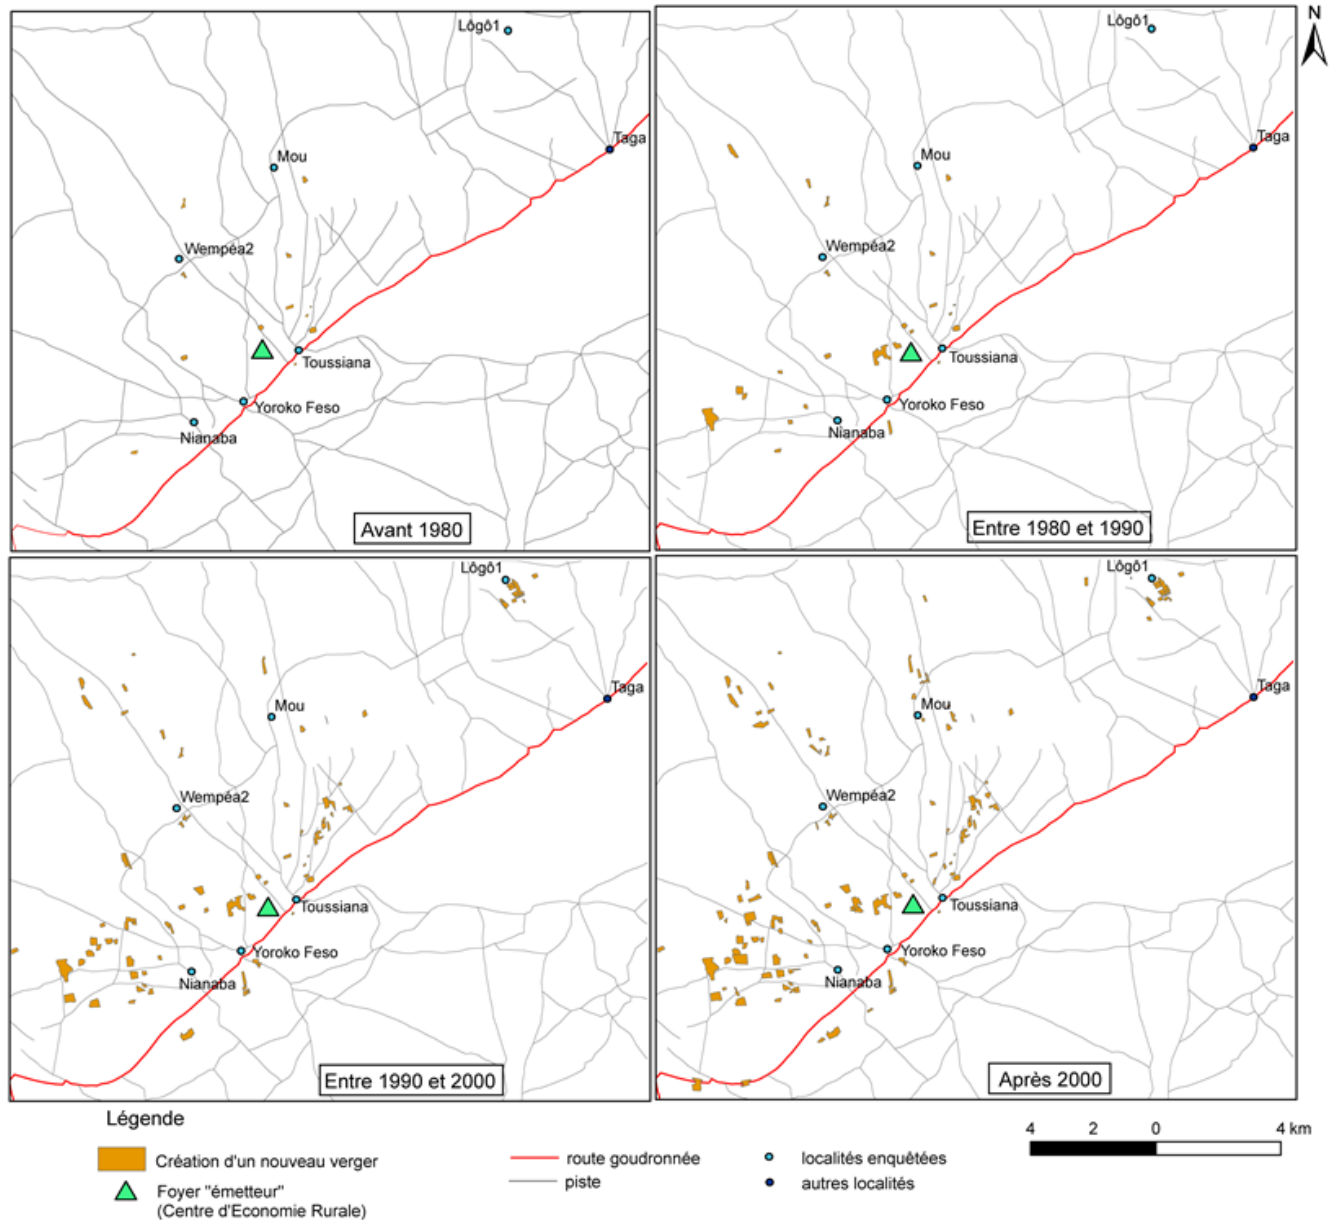 Lôgô1
Taga
Mou
Wempéa2
Toussiana
Yoroko Feso
Nianaba
Avant 1980
N
Lôgô1
Taga
Mou
Wempéa2
Toussiana
Yoroko Feso
Nianaba
Entre 1980 et 1990
Lôgô1
Taga
Mou
Wempéa2
Toussiana
Yoroko Feso
Nianaba
Entre 1990 et 2000
Lôgô1
Taga
Mou
Wempéa2
Toussiana
Yoroko Feso
Nianaba
Après 2000
Légende
Création d'un nouveau verger
Foyer "émetteur"
(Centre d'Economie Rurale)
route goudronnée
piste
localités enquêtées
autres localités
4 2 0 4 km